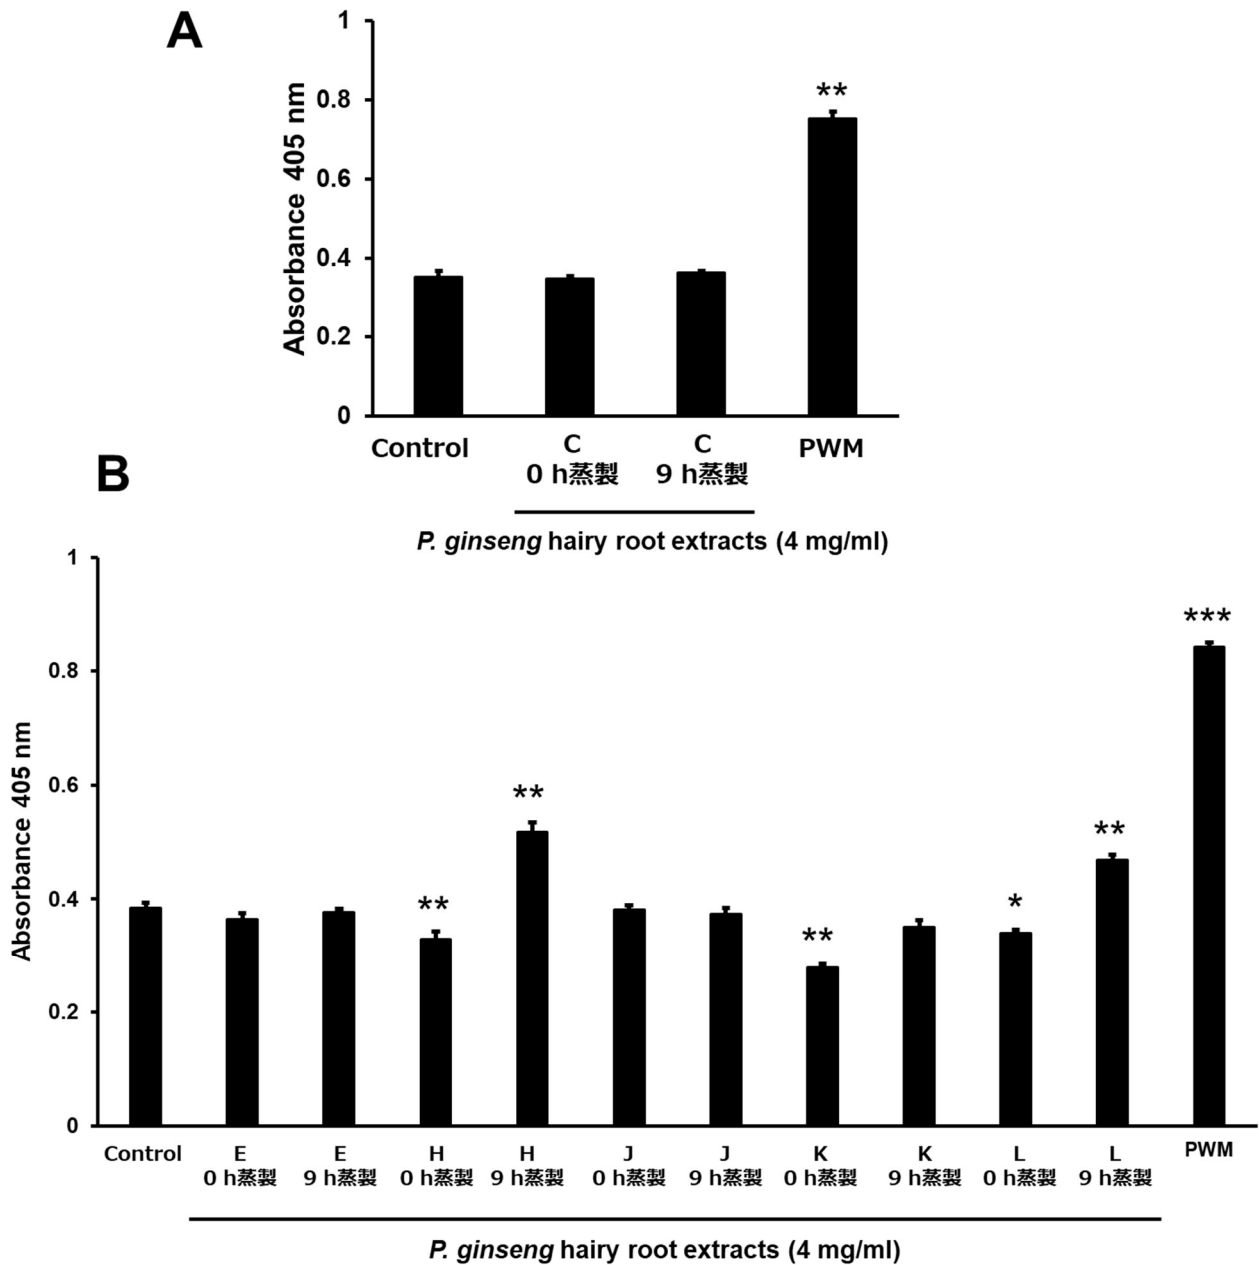 A
Absorbance 405 nm
1
0.8
0.6
0.4
0.2
0
**
Control
C
0 h蒸製
C
9 h蒸製
PWM
P. ginseng hairy root extracts (4 mg/ml)
B
Absorbance 405 nm
1
0.8
0.6
0.4
0.2
0
**
**
**
*
**
***
Control
E
0 h蒸製
E
9 h蒸製
H
0 h蒸製
H
9 h蒸製
J
0 h蒸製
J
9 h蒸製
K
0 h蒸製
K
9 h蒸製
L
0 h蒸製
L
9 h蒸製
PWM
P. ginseng hairy root extracts (4 mg/ml)